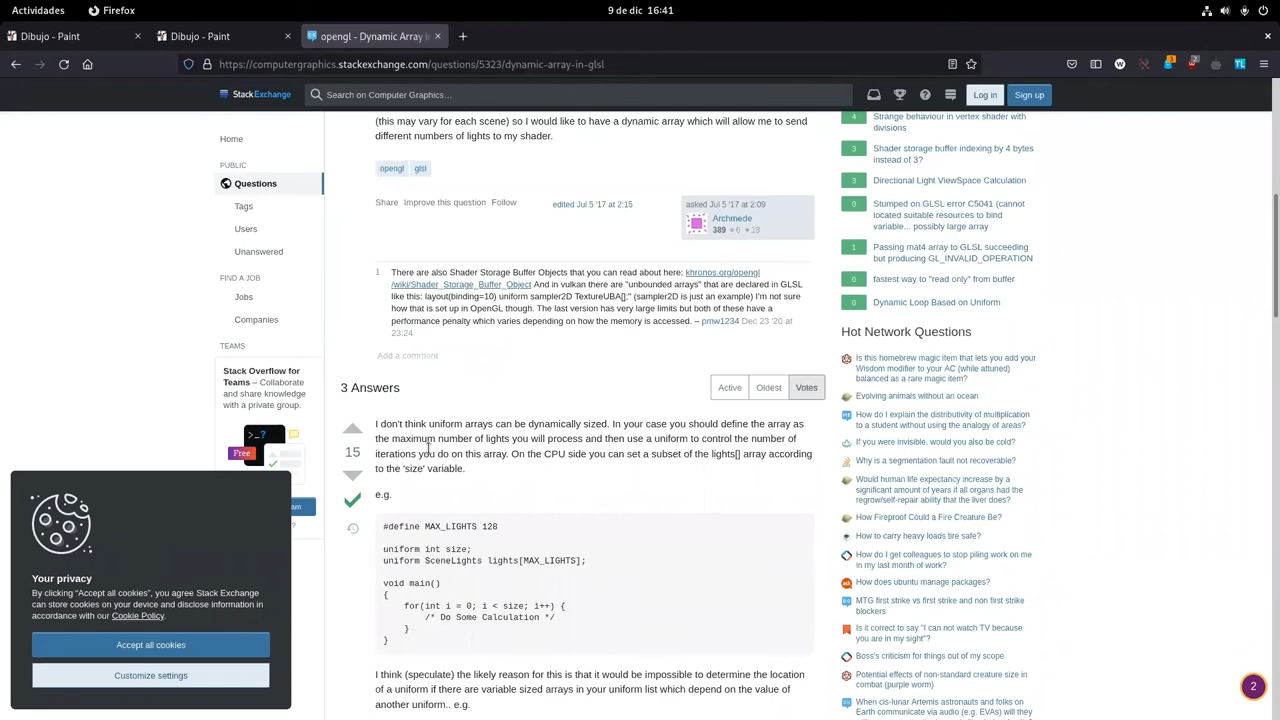 Actividades
9 de dic 16:41
Dibujo - Paint
Dibujo - Paint
opengl - Dynamic Array in
https://computergraphics.stackexchange.com/questions/5323/dynamic-array-in-glsl
StackExchange
Search on Computer Graphics…
Log in
Sign up
Home
PUBLIC
Questions
Tags
Users
Unanswered
FIND A JOB
Jobs
Companies
TEAMS
Stack Overflow for
Teams – Collaborate
and share knowledge
with a private group.
Free
(this may vary for each scene) so I would like to have a dynamic array which will allow me to send
different numbers of lights to my shader.
opengl glsl
Share Improve this question Follow
edited Jul 5 '17 at 2:15
asked Jul 5 '17 at 2:09
Archmede
389 6 18
1
There are also Shader Storage Buffer Objects that you can read about here: khronos.org/opengl
/wiki/Shader_Storage_Buffer_Object And in vulkan there are "unbounded arrays" that are declared in GLSL
like this: layout(binding=10) uniform sampler2D TextureUBA[];" (sampler2D is just an example) I'm not sure
how that is set up in OpenGL though. The last version has very large limits but both of these have a
performance penalty which varies depending on how the memory is accessed. – pmw1234 Dec 23 '20 at
23:24
Add a comment
3 Answers
Active Oldest Votes
15
I don't think uniform arrays can be dynamically sized. In your case you should define the array as
the maximum number of lights you will process and then use a uniform to control the number of
iterations you do on this array. On the CPU side you can set a section of the lights[] array according
to the 'size' variable.
e.g.
#define MAX_LIGHTS 128
uniform int size;
uniform SceneLights lights[MAX_LIGHTS];
void main()
{
for(int i = 0; i < size; i++) {
/* Do Some Calculation */
}
}
I think (speculate) the likely reason for this is that it would be impossible to determine the location
of a uniform if there are variable sized arrays in your uniform list which depend on the value of
another uniform.. e.g.
4 Strange behaviour in vertex shader with
divisions
3 Shader storage buffer indexing by 4 bytes
instead of 3?
3 Directional Light ViewSpace Calculation
0 Stumped on GLSL error C5041 (cannot
located suitable resources to bind
variable... possibly large array
1 Passing mat4 array to GLSL succeeding
but producing GL_INVALID_OPERATION
0 fastest way to "read only" from buffer
0 Dynamic Loop Based on Uniform
Hot Network Questions
Is this homebrew magic item that lets you add your
Wisdom modifier to your AC (while attuned)
balanced as a rare magic item?
Evolving animals without an ocean
How do I explain the distributivity of multiplication
to a student without using the analogy of areas?
If you were invisible, would you also be cold?
Why is a segmentation fault not recoverable?
Would human life expectancy increase by a
significant amount of years if all organs had the
regrow/self-repair ability that the liver does?
How Fireproof Could a Fire Creature Be?
How to carry heavy loads tire safe?
How do I get colleagues to stop piling work on me
in my last month of work?
How does ubuntu manage packages?
MTG first strike vs first strike and non first strike
blockers
Is it correct to say "I can not watch TV because
you are in my sight"?
Boss's criticism for things out of my scope
Potential effects of non-standard creature size in
combat (purple worm)
When cis-lunar Artemis astronauts and folks on
Earth communicate via audio (e.g. EVAs) will they
Your privacy
By clicking "Accept all cookies", you agree Stack Exchange
can store cookies on your device and disclose information in
accordance with our Cookie Policy.
Accept all cookies
Customize settings
2